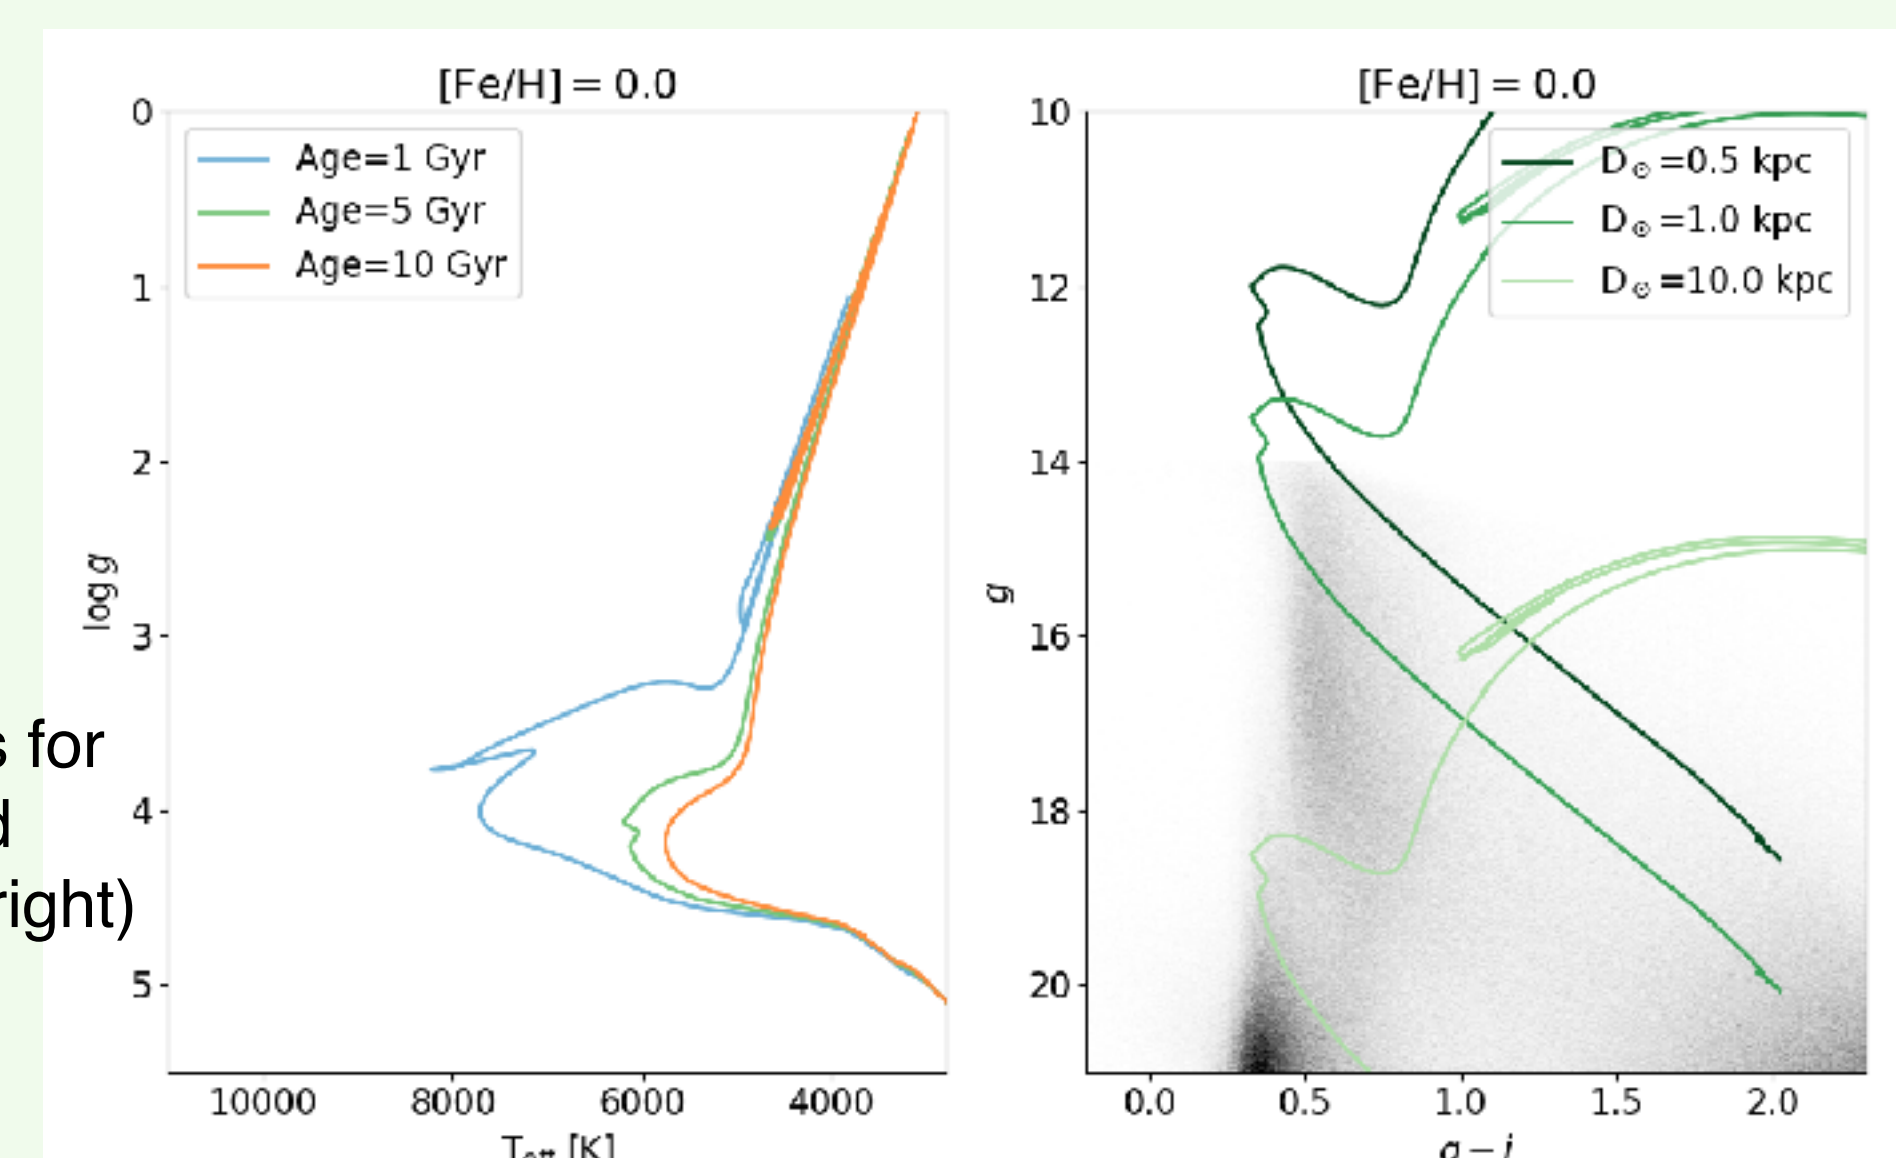 [Fe/H] = 0.0
0
1
2
3
4
5
log g
Age=1 Gyr
Age=5 Gyr
Age=10 Gyr
10000 8000 6000 4000
T [K]
s for
d
right)
[Fe/H] = 0.0
10
12
14
16
18
20
g
D⊙=0.5 kpc
D⊙=1.0 kpc
D⊙=10.0 kpc
0.0 0.5 1.0 1.5 2.0